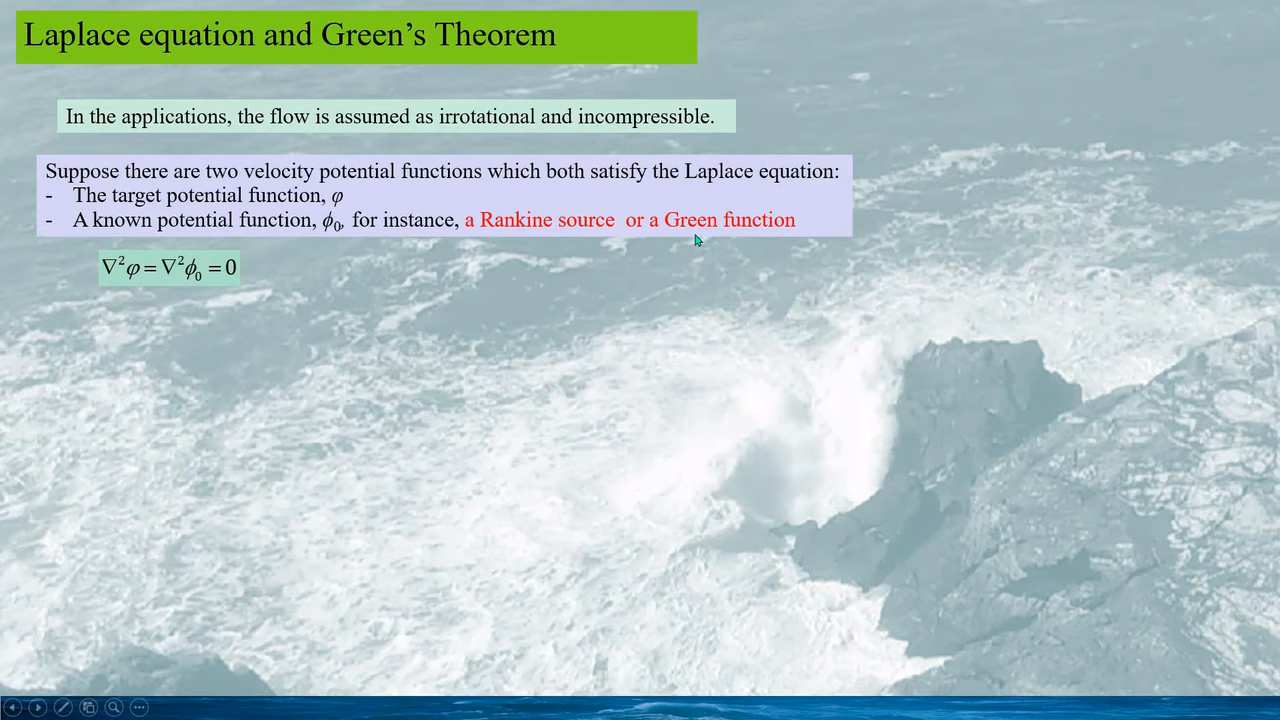 Laplace equation and Green’s Theorem
In the applications, the flow is assumed as irrotational and incompressible.
Suppose there are two velocity potential functions which both satisfy the Laplace equation:
- The target potential function, φ
- A known potential function, ϕ₀, for instance, a Rankine source or a Green function
∇²φ = ∇²ϕ₀ = 0